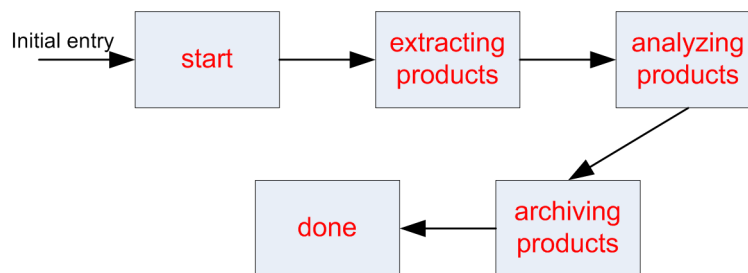 Initial entry
start
extracting
products
analyzing
products
archiving
products
done